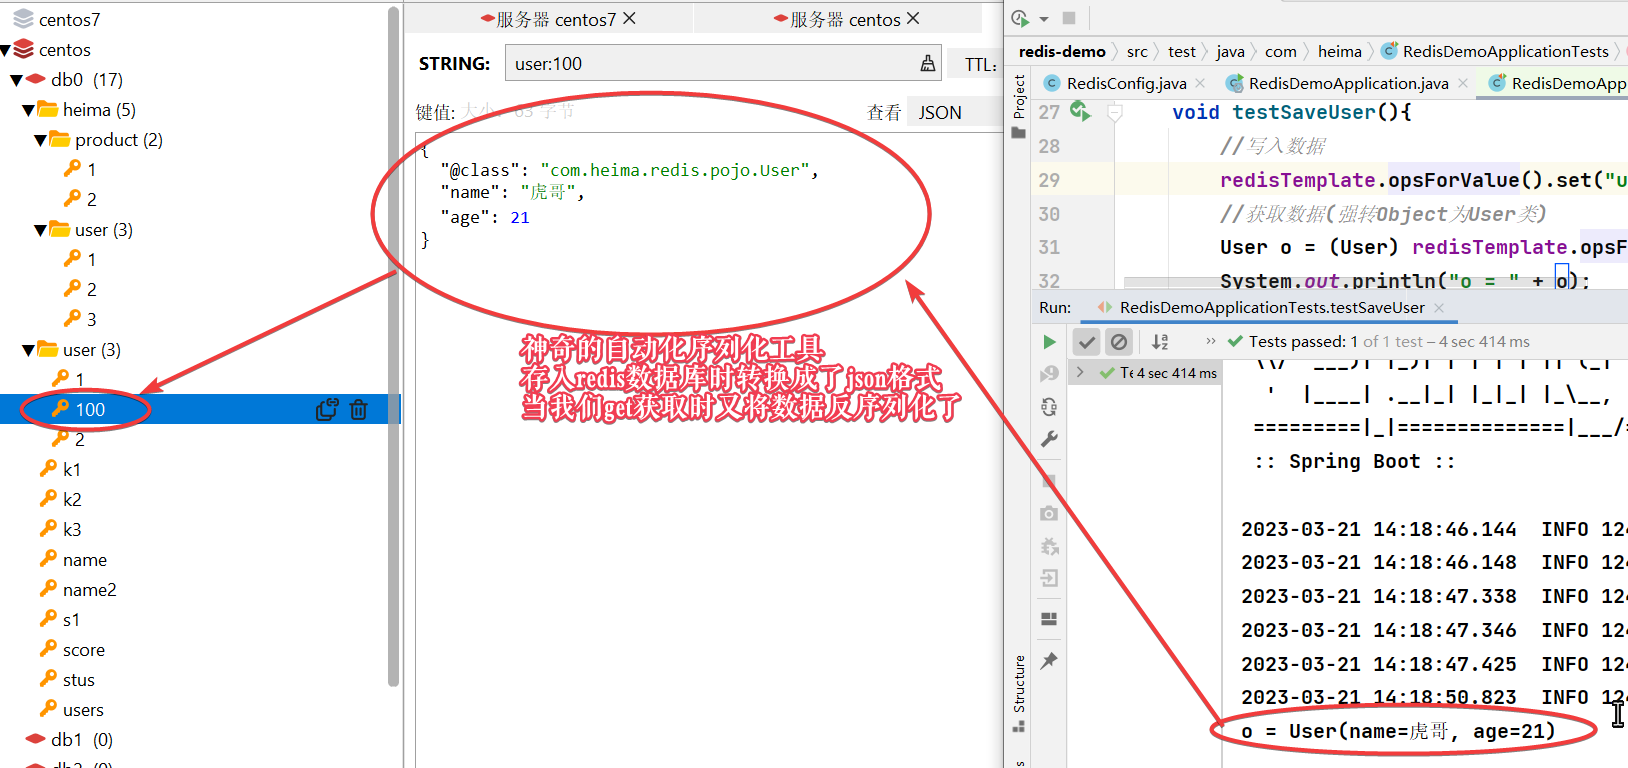 centos7
centos
db0 (17)
heima (5)
product (2)
1
2
user (3)
1
2
3
user (3)
1
100
2
k1
k2
k3
name
name2
s1
score
stus
users
db1 (0)
服务器 centos7
服务器 centos
STRING:
user:100
TTL:
键值: 大小: 65 字节
查看
JSON
{
"@class": "com.heima.redis.pojo.User",
"name": "虎哥",
"age": 21
}
神奇的自动化序列化工具
存入redis数据库时转换成了json格式
当我们get获取时又将数据反序列化了
redis-demo
src
test
java
com
heima
RedisDemoApplicationTests
Project
RedisConfig.java
RedisDemoApplication.java
RedisDemoApp
27 void testSaveUser(){
28 //写入数据
29 redisTemplate.opsForValue().set("u
30 //获取数据(强转Object为User类)
31 User o = (User) redisTemplate.opsF
32 System.out.println("o = " + o);
Run:
RedisDemoApplicationTests.testSaveUser
Tests passed: 1 of 1 test – 4 sec 414 ms
Te 4 sec 414 ms
:: Spring Boot ::
2023-03-21 14:18:46.144 INFO 124
2023-03-21 14:18:46.148 INFO 124
2023-03-21 14:18:47.338 INFO 124
2023-03-21 14:18:47.346 INFO 124
2023-03-21 14:18:47.425 INFO 124
2023-03-21 14:18:50.823 INFO 124
o = User(name=虎哥, age=21)
Structure